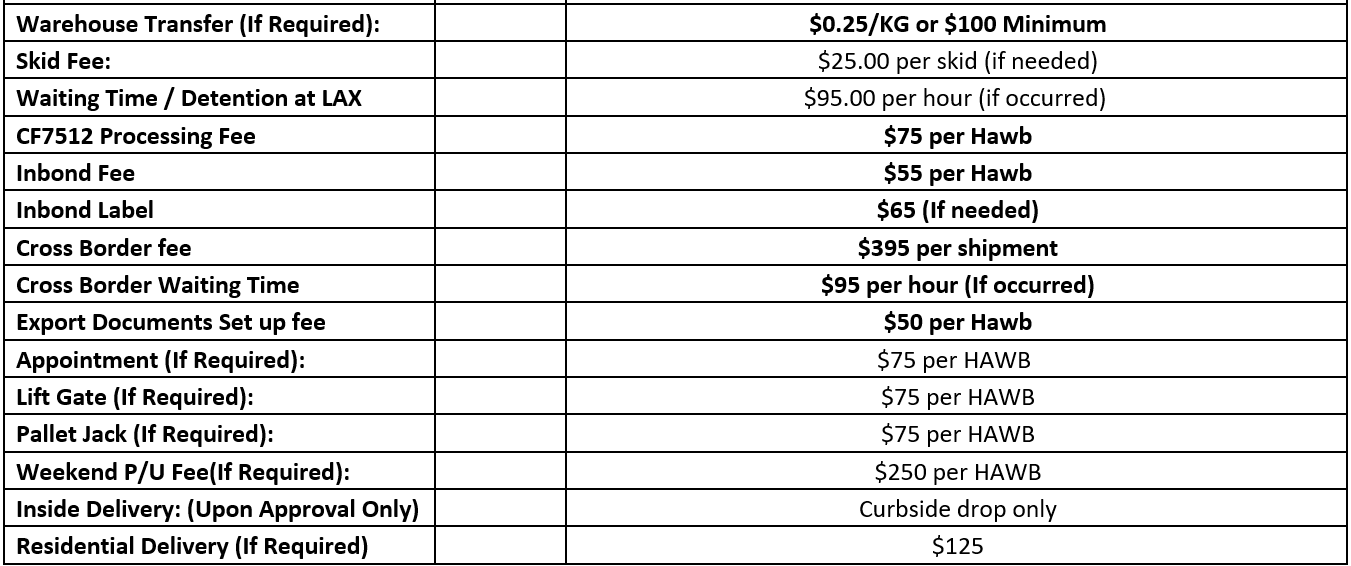 Warehouse Transfer (If Required): $0.25/KG or $100 Minimum
Skid Fee: $25.00 per skid (if needed)
Waiting Time / Detention at LAX $95.00 per hour (if occurred)
CF7512 Processing Fee $75 per Hawb
Inbond Fee $55 per Hawb
Inbond Label $65 (If needed)
Cross Border fee $395 per shipment
Cross Border Waiting Time $95 per hour (If occurred)
Export Documents Set up fee $50 per Hawb
Appointment (If Required): $75 per HAWB
Lift Gate (If Required): $75 per HAWB
Pallet Jack (If Required): $75 per HAWB
Weekend P/U Fee(If Required): $250 per HAWB
Inside Delivery: (Upon Approval Only) Curbside drop only
Residential Delivery (If Required) $125